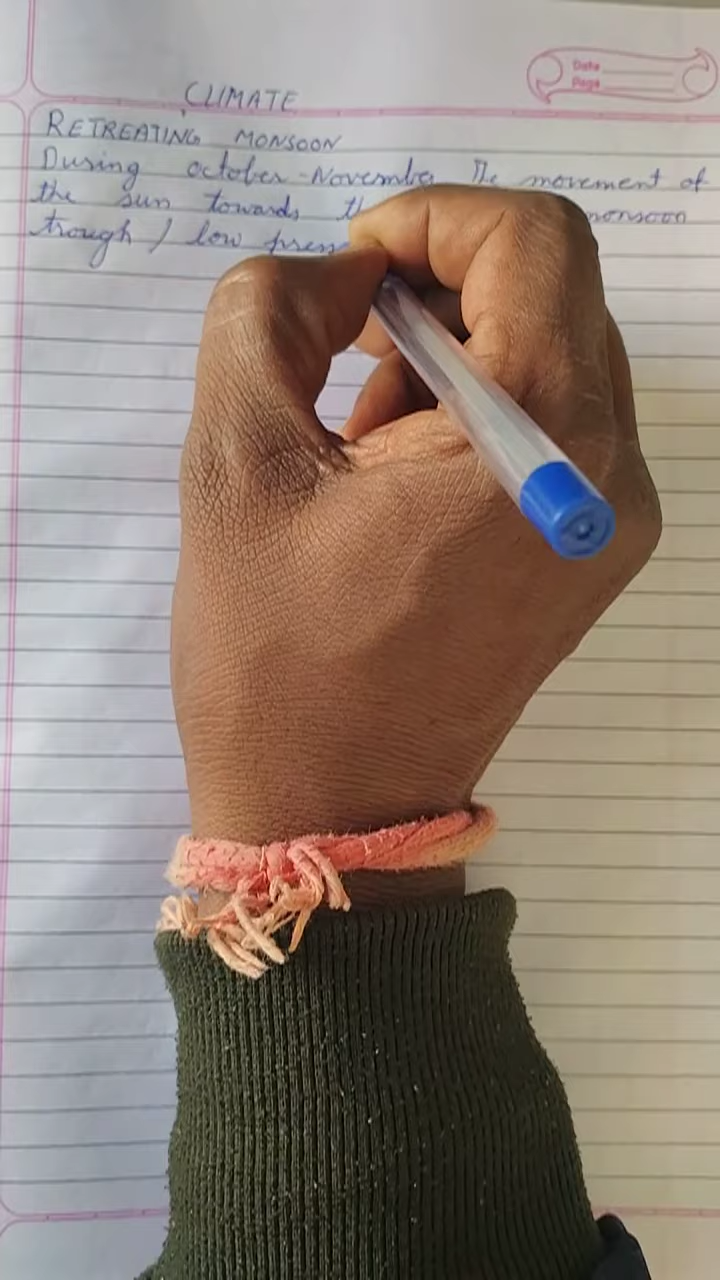 Date
Page
CLIMATE
RETREATING MONSOON
During october-November The movement of
the sun towards monsoon
trough / low